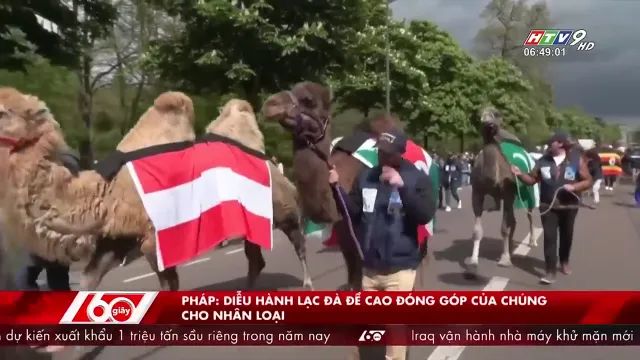 HTV9 HD
06:49:01
60 giây
PHÁP: DIỄU HÀNH LẠC ĐÀ ĐỀ CAO ĐÓNG GÓP CỦA CHÚNG
CHO NHÂN LOẠI
dự kiến xuất khẩu 1 triệu tấn sầu riêng trong năm nay 60 Iraq vận hành nhà máy khử mặn mới